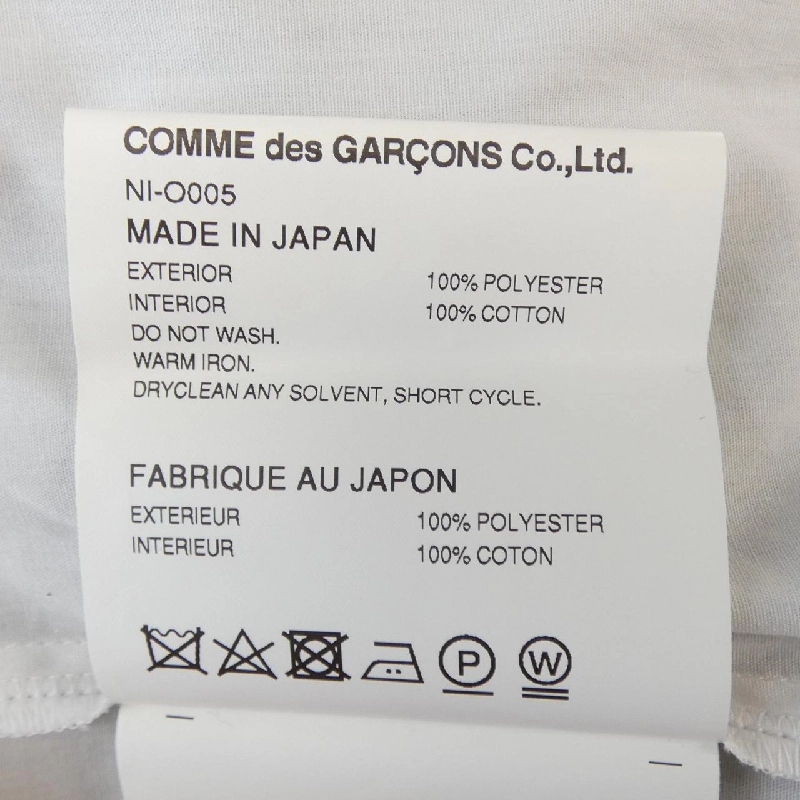 COMME des GARÇONS Co.,Ltd.
NI-O005
MADE IN JAPAN
EXTERIOR 100% POLYESTER
INTERIOR 100% COTTON
DO NOT WASH.
WARM IRON.
DRYCLEAN ANY SOLVENT, SHORT CYCLE.
FABRIQUE AU JAPON
EXTERIEUR 100% POLYESTER
INTERIEUR 100% COTON
P W